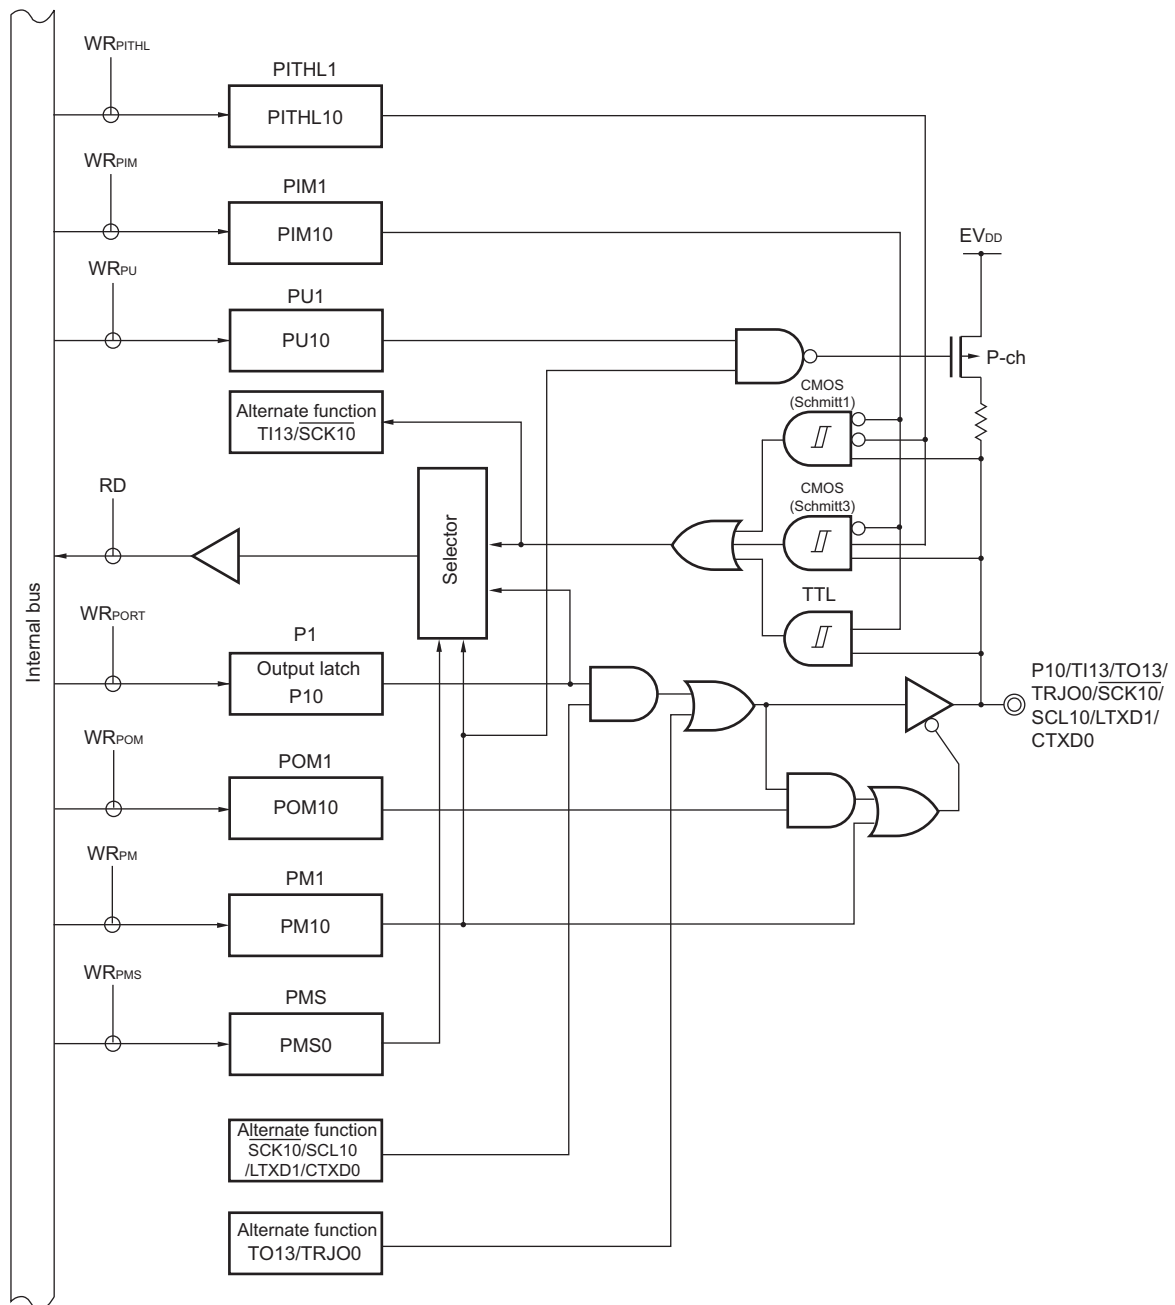 WRPITHL
PITHL1
PITHL10
WRPIM
PIM1
PIM10
EVDD
WRPU
PU1
PU10
P-ch
CMOS
(Schmitt1)
Alternate function
TI13/SCK10
RD
Selector
CMOS
(Schmitt3)
TTL
Internal bus
WRPORT
P1
Output latch
P10
P10/TI13/TO13/
TRJO0/SCK10/
SCL10/LTXD1/
CTXD0
WRPOM
POM1
POM10
WRPM
PM1
PM10
WRPMS
PMS
PMS0
Alternate function
SCK10/SCL10
/LTXD1/CTXD0
Alternate function
TO13/TRJO0